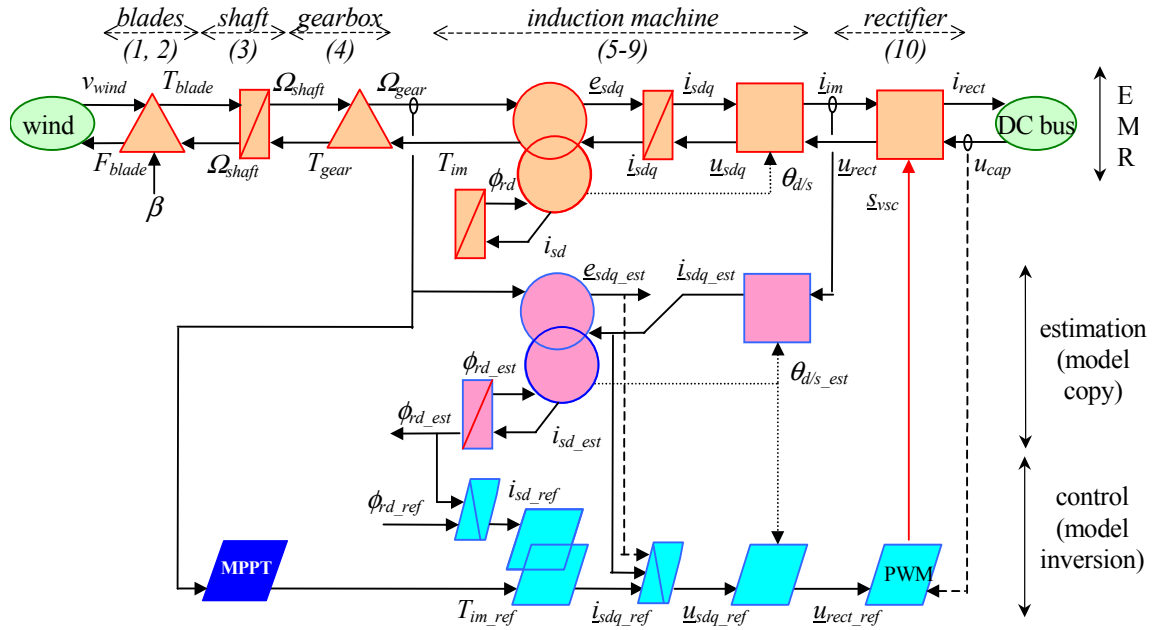 blades shaft gearbox induction machine rectifier
(1, 2) (3) (4) (5-9) (10)
v_wind T_blade Ω_shaft Ω_gear e_sdq i_sdq i_im i_rect
wind DC bus
F_blade Ω_shaft T_gear T_im i_sdq u_sdq u_rect u_cap
β ϕ_rd θ_d/s s_vsc
i_sd
E
M
R
e_sdq_est i_sdq_est
ϕ_rd_est θ_d/s_est
ϕ_rd_est i_sd_est
estimation
(model
copy)
ϕ_rd_ref i_sd_ref
control
(model
inversion)
MPPT PWM
T_im_ref i_sdq_ref u_sdq_ref u_rect_ref